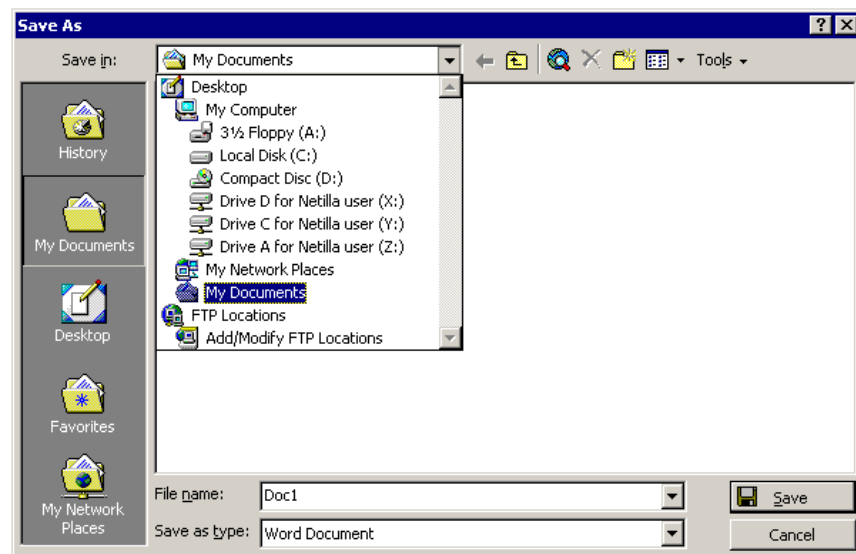 Save As
Save in: My Documents
Tools
Desktop
My Computer
3½ Floppy (A:)
Local Disk (C:)
Compact Disc (D:)
Drive D for Netilla user (X:)
Drive C for Netilla user (Y:)
Drive A for Netilla user (Z:)
My Network Places
My Documents
FTP Locations
Add/Modify FTP Locations
History
My Documents
Desktop
Favorites
My Network
Places
File name: Doc1 Save
Save as type: Word Document Cancel